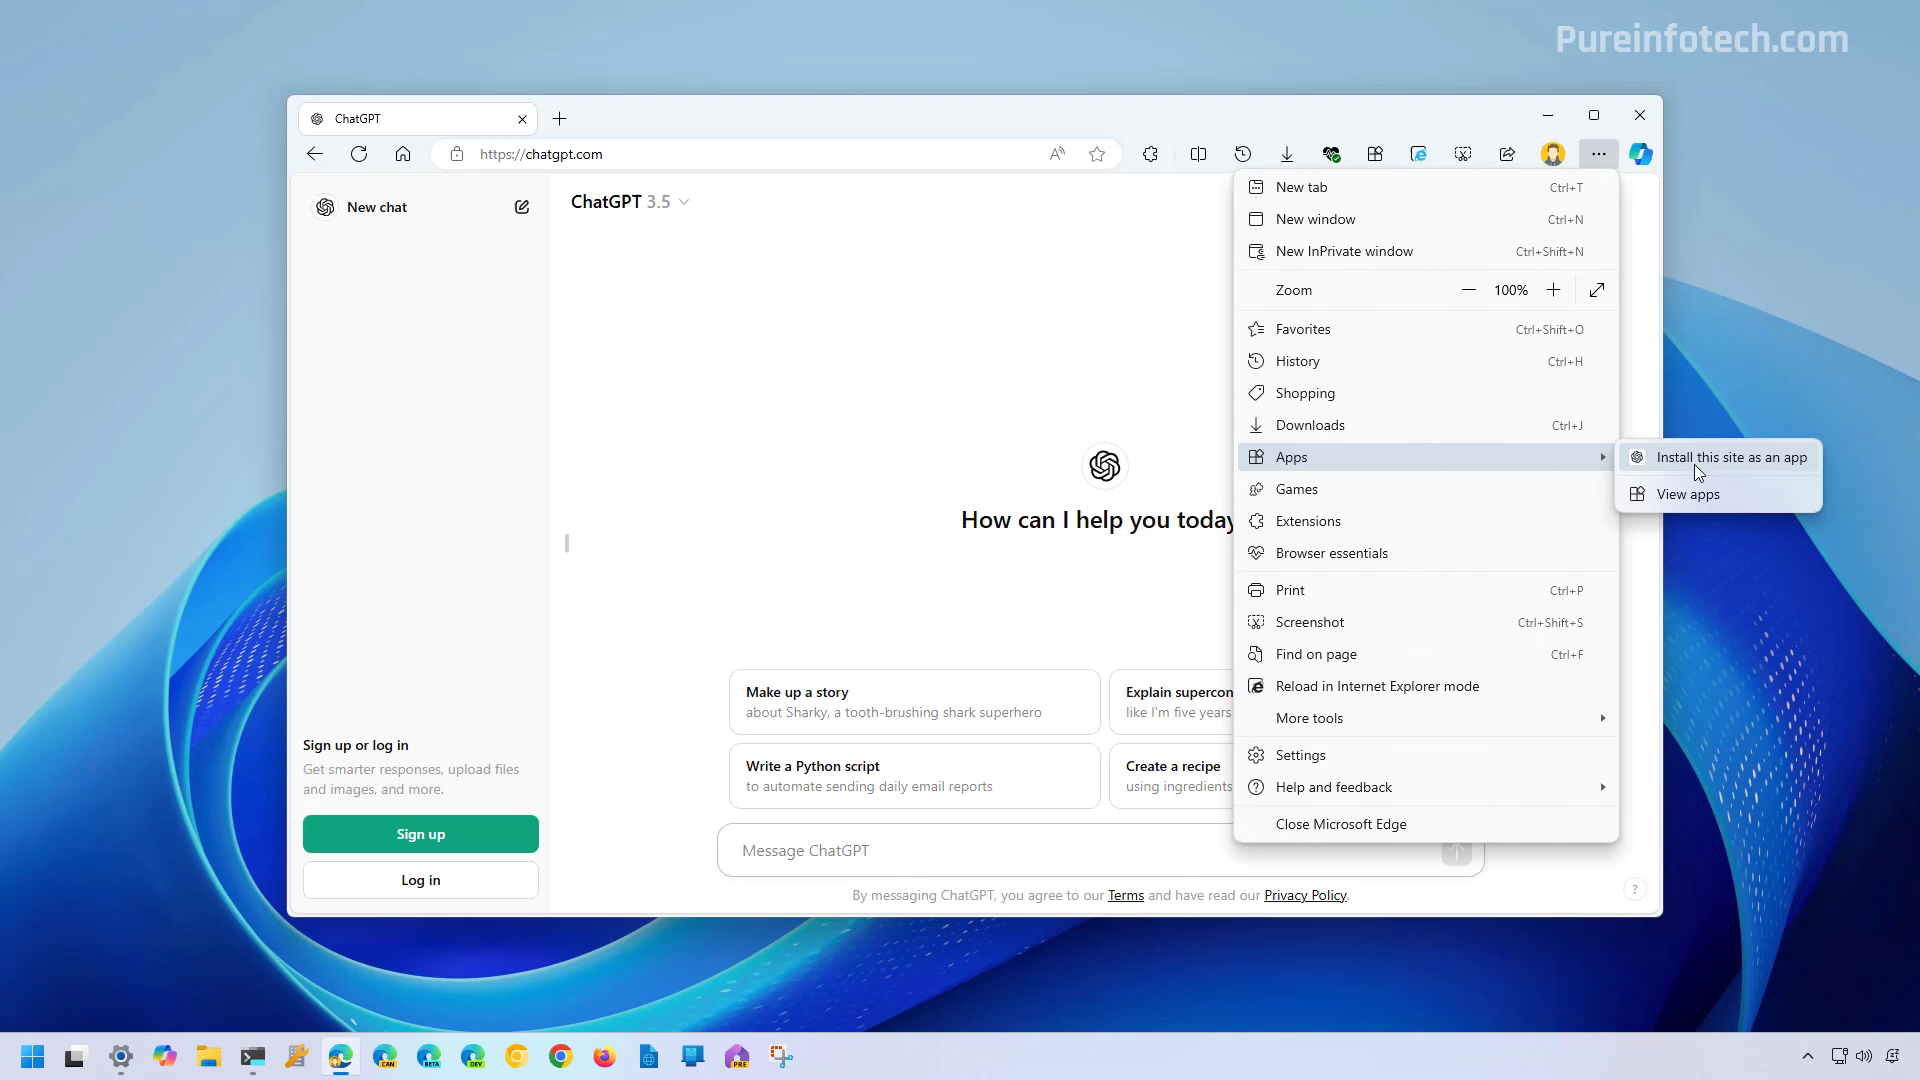 Pureinfotech.com
ChatGPT
https://chatgpt.com
New chat
ChatGPT 3.5
How can I help you today
Make up a story
about Sharky, a tooth-brushing shark superhero
Explain supercon
like I'm five years
Write a Python script
to automate sending daily email reports
Create a recipe
using ingredients
Sign up or log in
Get smarter responses, upload files
and images, and more.
Sign up
Log in
Message ChatGPT
By messaging ChatGPT, you agree to our Terms and have read our Privacy Policy.
?
New tab Ctrl+T
New window Ctrl+N
New InPrivate window Ctrl+Shift+N
Zoom 100%
Favorites Ctrl+Shift+O
History Ctrl+H
Shopping
Downloads Ctrl+J
Apps
Games
Extensions
Browser essentials
Print Ctrl+P
Screenshot Ctrl+Shift+S
Find on page Ctrl+F
Reload in Internet Explorer mode
More tools
Settings
Help and feedback
Close Microsoft Edge
Install this site as an app
View apps
CAN
BETA
DEV
PRE